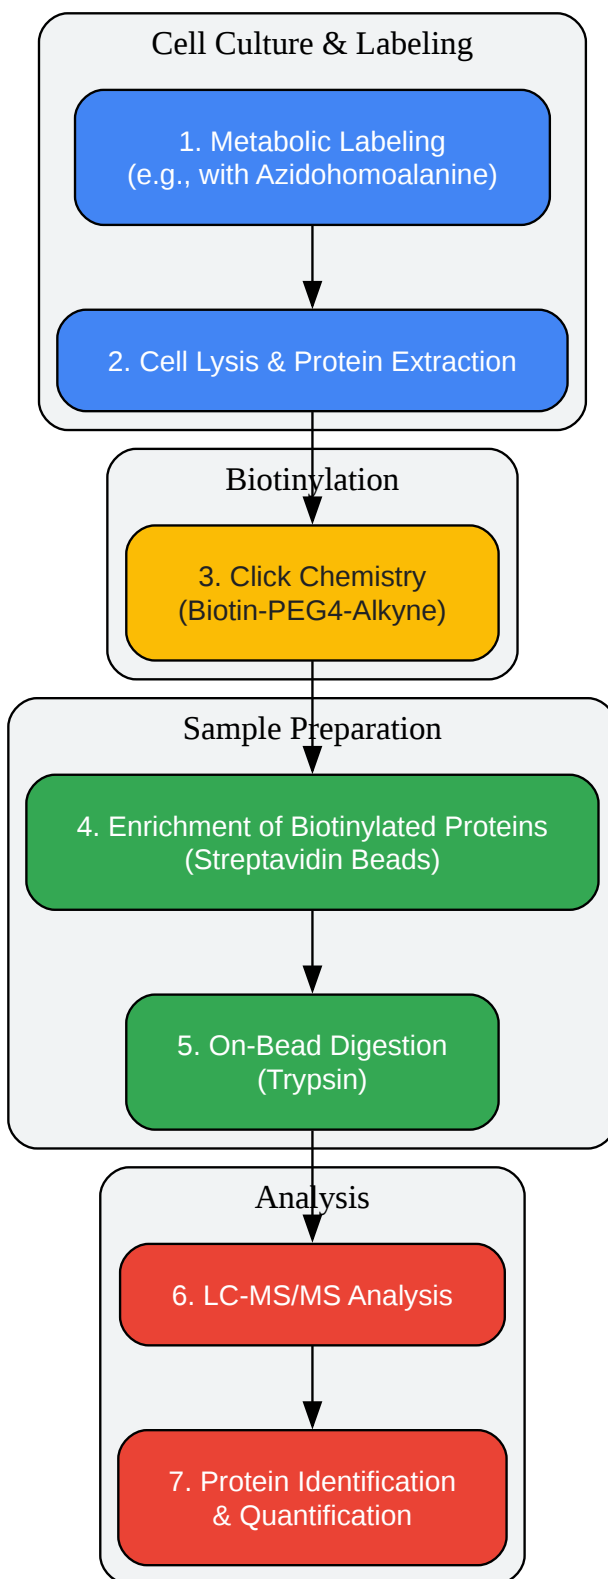 Cell Culture & Labeling
1. Metabolic Labeling
(e.g., with Azidohomoalanine)
2. Cell Lysis & Protein Extraction
Biotinylation
3. Click Chemistry
(Biotin-PEG4-Alkyne)
Sample Preparation
4. Enrichment of Biotinylated Proteins
(Streptavidin Beads)
5. On-Bead Digestion
(Trypsin)
Analysis
6. LC-MS/MS Analysis
7. Protein Identification
& Quantification